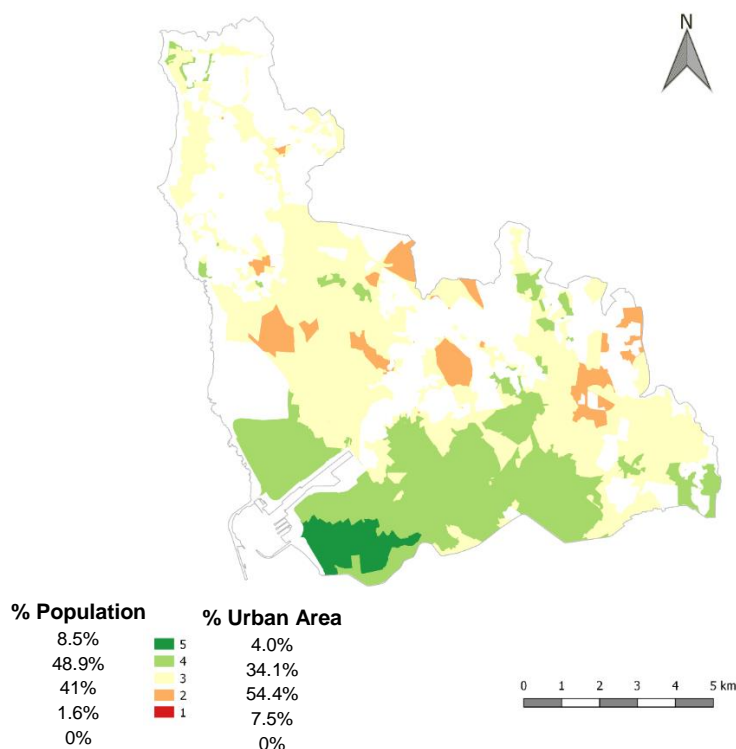 N
% Population % Urban Area
8.5% 5 4.0%
48.9% 4 34.1%
41% 3 54.4%
1.6% 2 7.5%
0% 1 0%
0 1 2 3 4 5 km